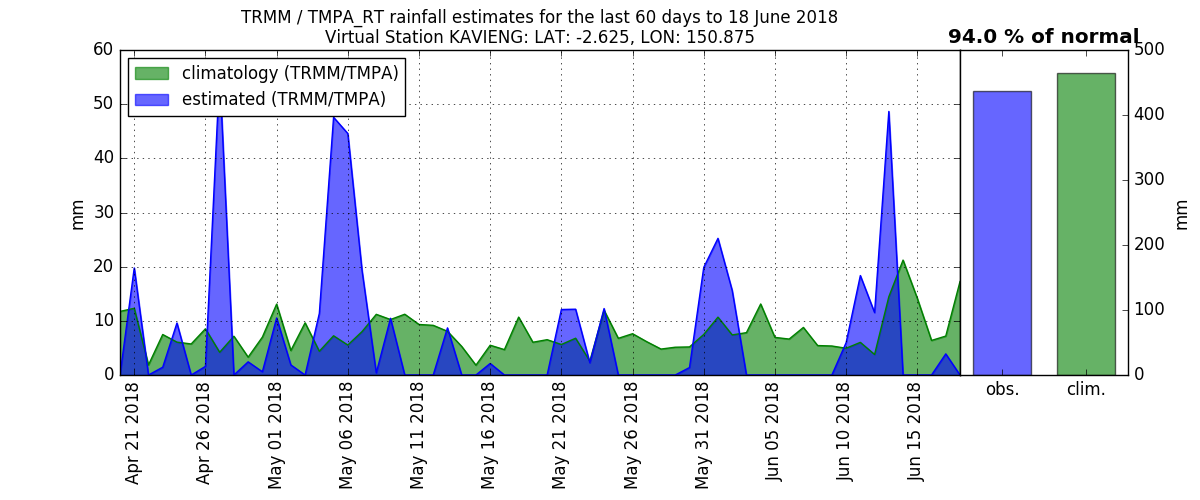 TRMM / TMPA_RT rainfall estimates for the last 60 days to 18 June 2018
Virtual Station KAVIENG: LAT: -2.625, LON: 150.875
94.0 % of normal
climatology (TRMM/TMPA)
estimated (TRMM/TMPA)
60
50
40
30
20
10
0
mm
Apr 21 2018
Apr 26 2018
May 01 2018
May 06 2018
May 11 2018
May 16 2018
May 21 2018
May 26 2018
May 31 2018
Jun 05 2018
Jun 10 2018
Jun 15 2018
500
400
300
200
100
0
mm
obs.
clim.